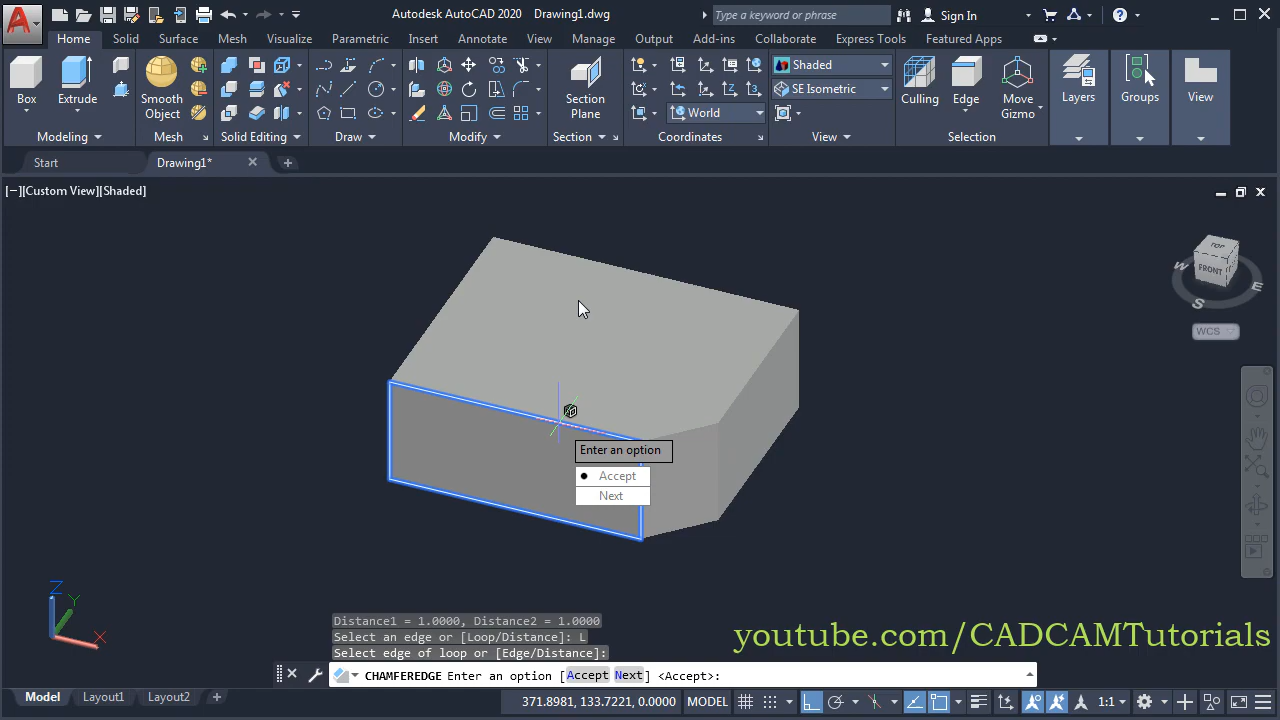 Autodesk AutoCAD 2020 Drawing1.dwg
Type a keyword or phrase
Sign In
Home Solid Surface Mesh Visualize Parametric Insert Annotate View Manage Output Add-ins Collaborate Express Tools Featured Apps
Box
Extrude
Smooth
Object
Section
Plane
World
Shaded
SE Isometric
Culling
Edge
Move
Gizmo
Layers
Groups
View
Modeling Mesh Solid Editing Draw Modify Section Coordinates View Selection
Start
Drawing1*
[−][Custom View][Shaded]
TOP
FRONT
W
E
S
WCS
Enter an option
Accept
Next
Z
Y
X
Distance1 = 1.0000, Distance2 = 1.0000
Select an edge or [Loop/Distance]: L
Select edge of loop or [Edge/Distance]:
CHAMFEREDGE Enter an option [Accept Next] <Accept>:
youtube.com/CADCAMTutorials
Model Layout1 Layout2
371.8955, 133.7221, 0.0000 MODEL
1:1